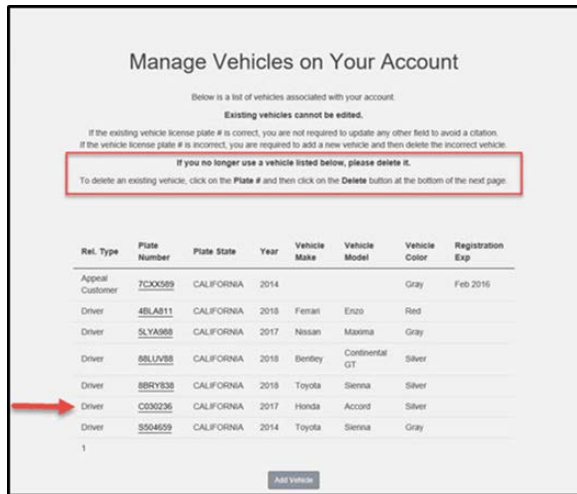 Manage Vehicles on Your Account
Below is a list of vehicles associated with your account.
Existing vehicles cannot be edited.
If the existing vehicle license plate # is correct, you are not required to update any other field to avoid a citation.
If the vehicle license plate # is incorrect, you are required to add a new vehicle and then delete the incorrect vehicle.
If you no longer use a vehicle listed below, please delete it.
To delete an existing vehicle, click on the Plate # and then click on the Delete button at the bottom of the next page.
Rel. Type Plate Number Plate State Year Vehicle Make Vehicle Model Vehicle Color Registration Exp
Appeal Customer 7CXX589 CALIFORNIA 2014 Gray Feb 2016
Driver 4BLA811 CALIFORNIA 2018 Ferrari Enzo Red
Driver 5LYA988 CALIFORNIA 2017 Nissan Maxima Gray
Driver 88LUV88 CALIFORNIA 2018 Bentley Continental GT Silver
Driver 8BRY838 CALIFORNIA 2018 Toyota Sienna Silver
Driver C030236 CALIFORNIA 2017 Honda Accord Silver
Driver S504659 CALIFORNIA 2014 Toyota Sienna Gray
1
Add Vehicle